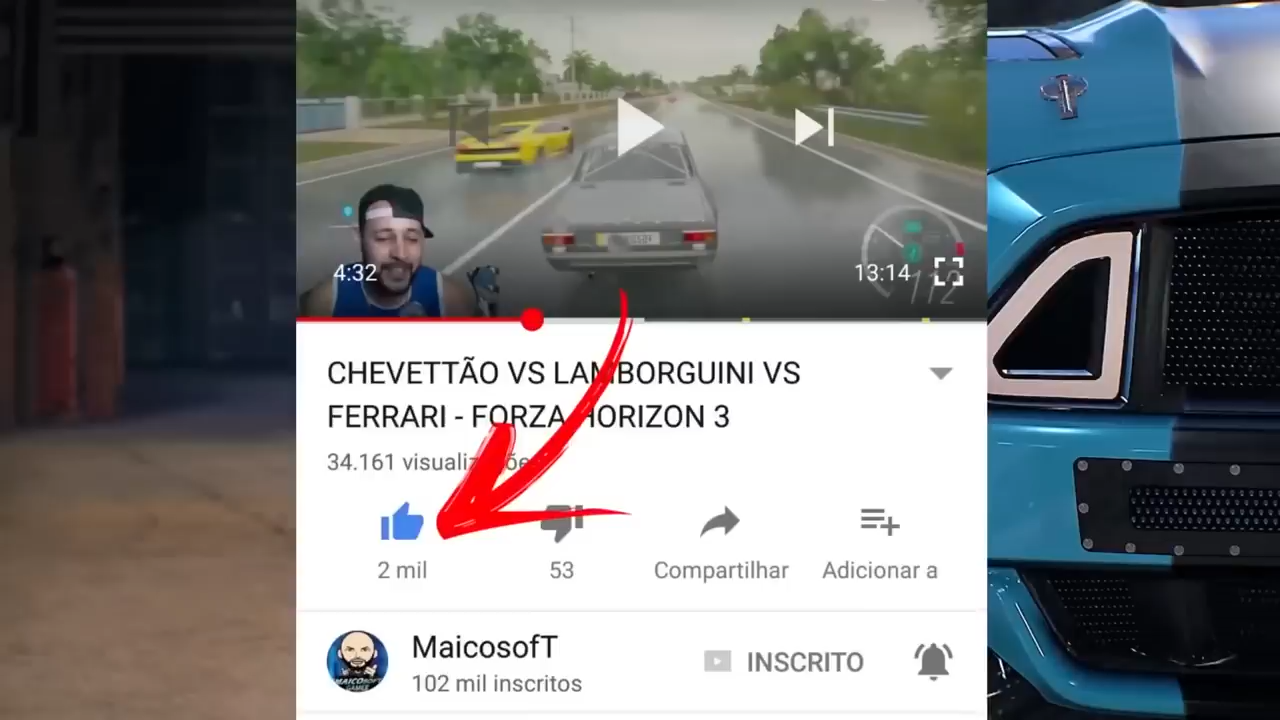 4:32
13:14
112
CHEVETTÃO VS LAMBORGUINI VS
FERRARI - FORZA HORIZON 3
34.161 visualizações
2 mil
53
Compartilhar
Adicionar a
MaicosofT
102 mil inscritos
INSCRITO